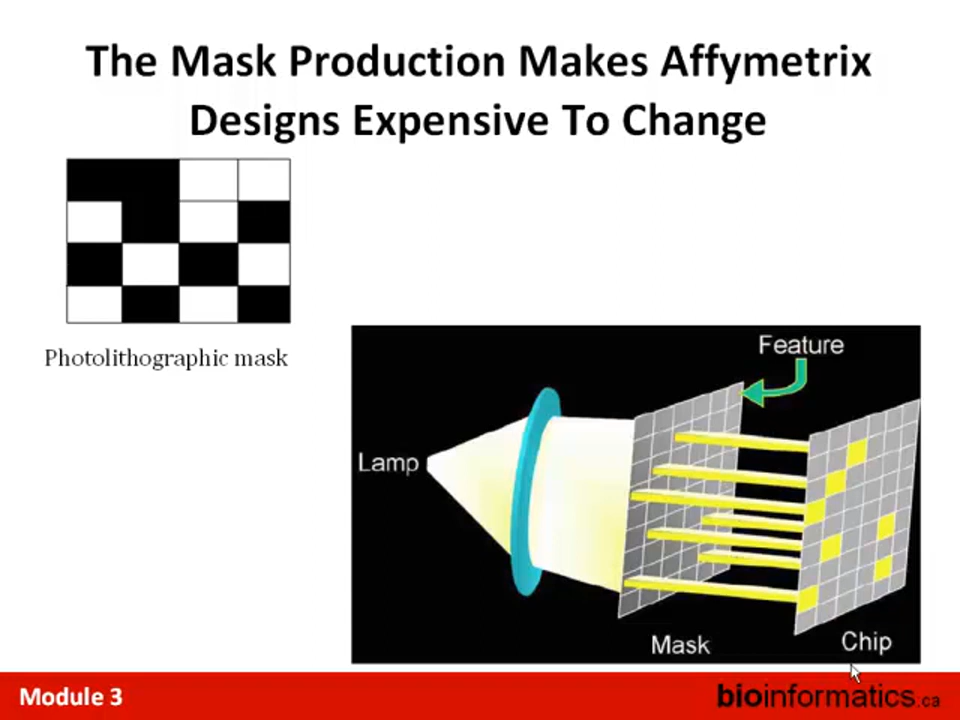 The Mask Production Makes Affymetrix
Designs Expensive To Change
Photolithographic mask
Feature
Lamp
Mask
Chip
Module 3
bioinformatics.ca